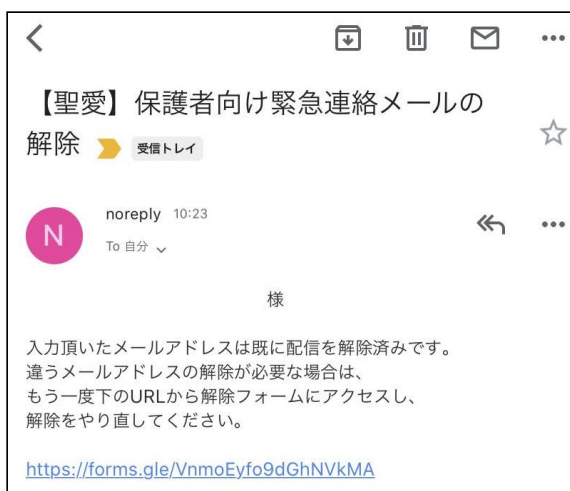 【聖愛】保護者向け緊急連絡メールの
解除 受信トレイ
N
noreply 10:23
To 自分
様
入力頂いたメールアドレスは既に配信を解除済みです。
違うメールアドレスの解除が必要な場合は、
もう一度下のURLから解除フォームにアクセスし、
解除をやり直してください。
https://forms.gle/VnmoEyfo9dGhNVkMA